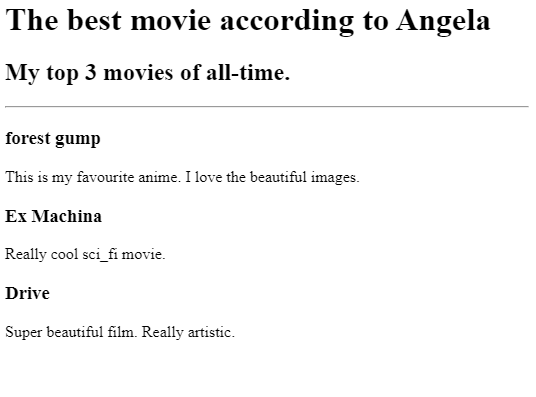 The best movie according to Angela
My top 3 movies of all-time.
forest gump
This is my favourite anime. I love the beautiful images.
Ex Machina
Really cool sci_fi movie.
Drive
Super beautiful film. Really artistic.